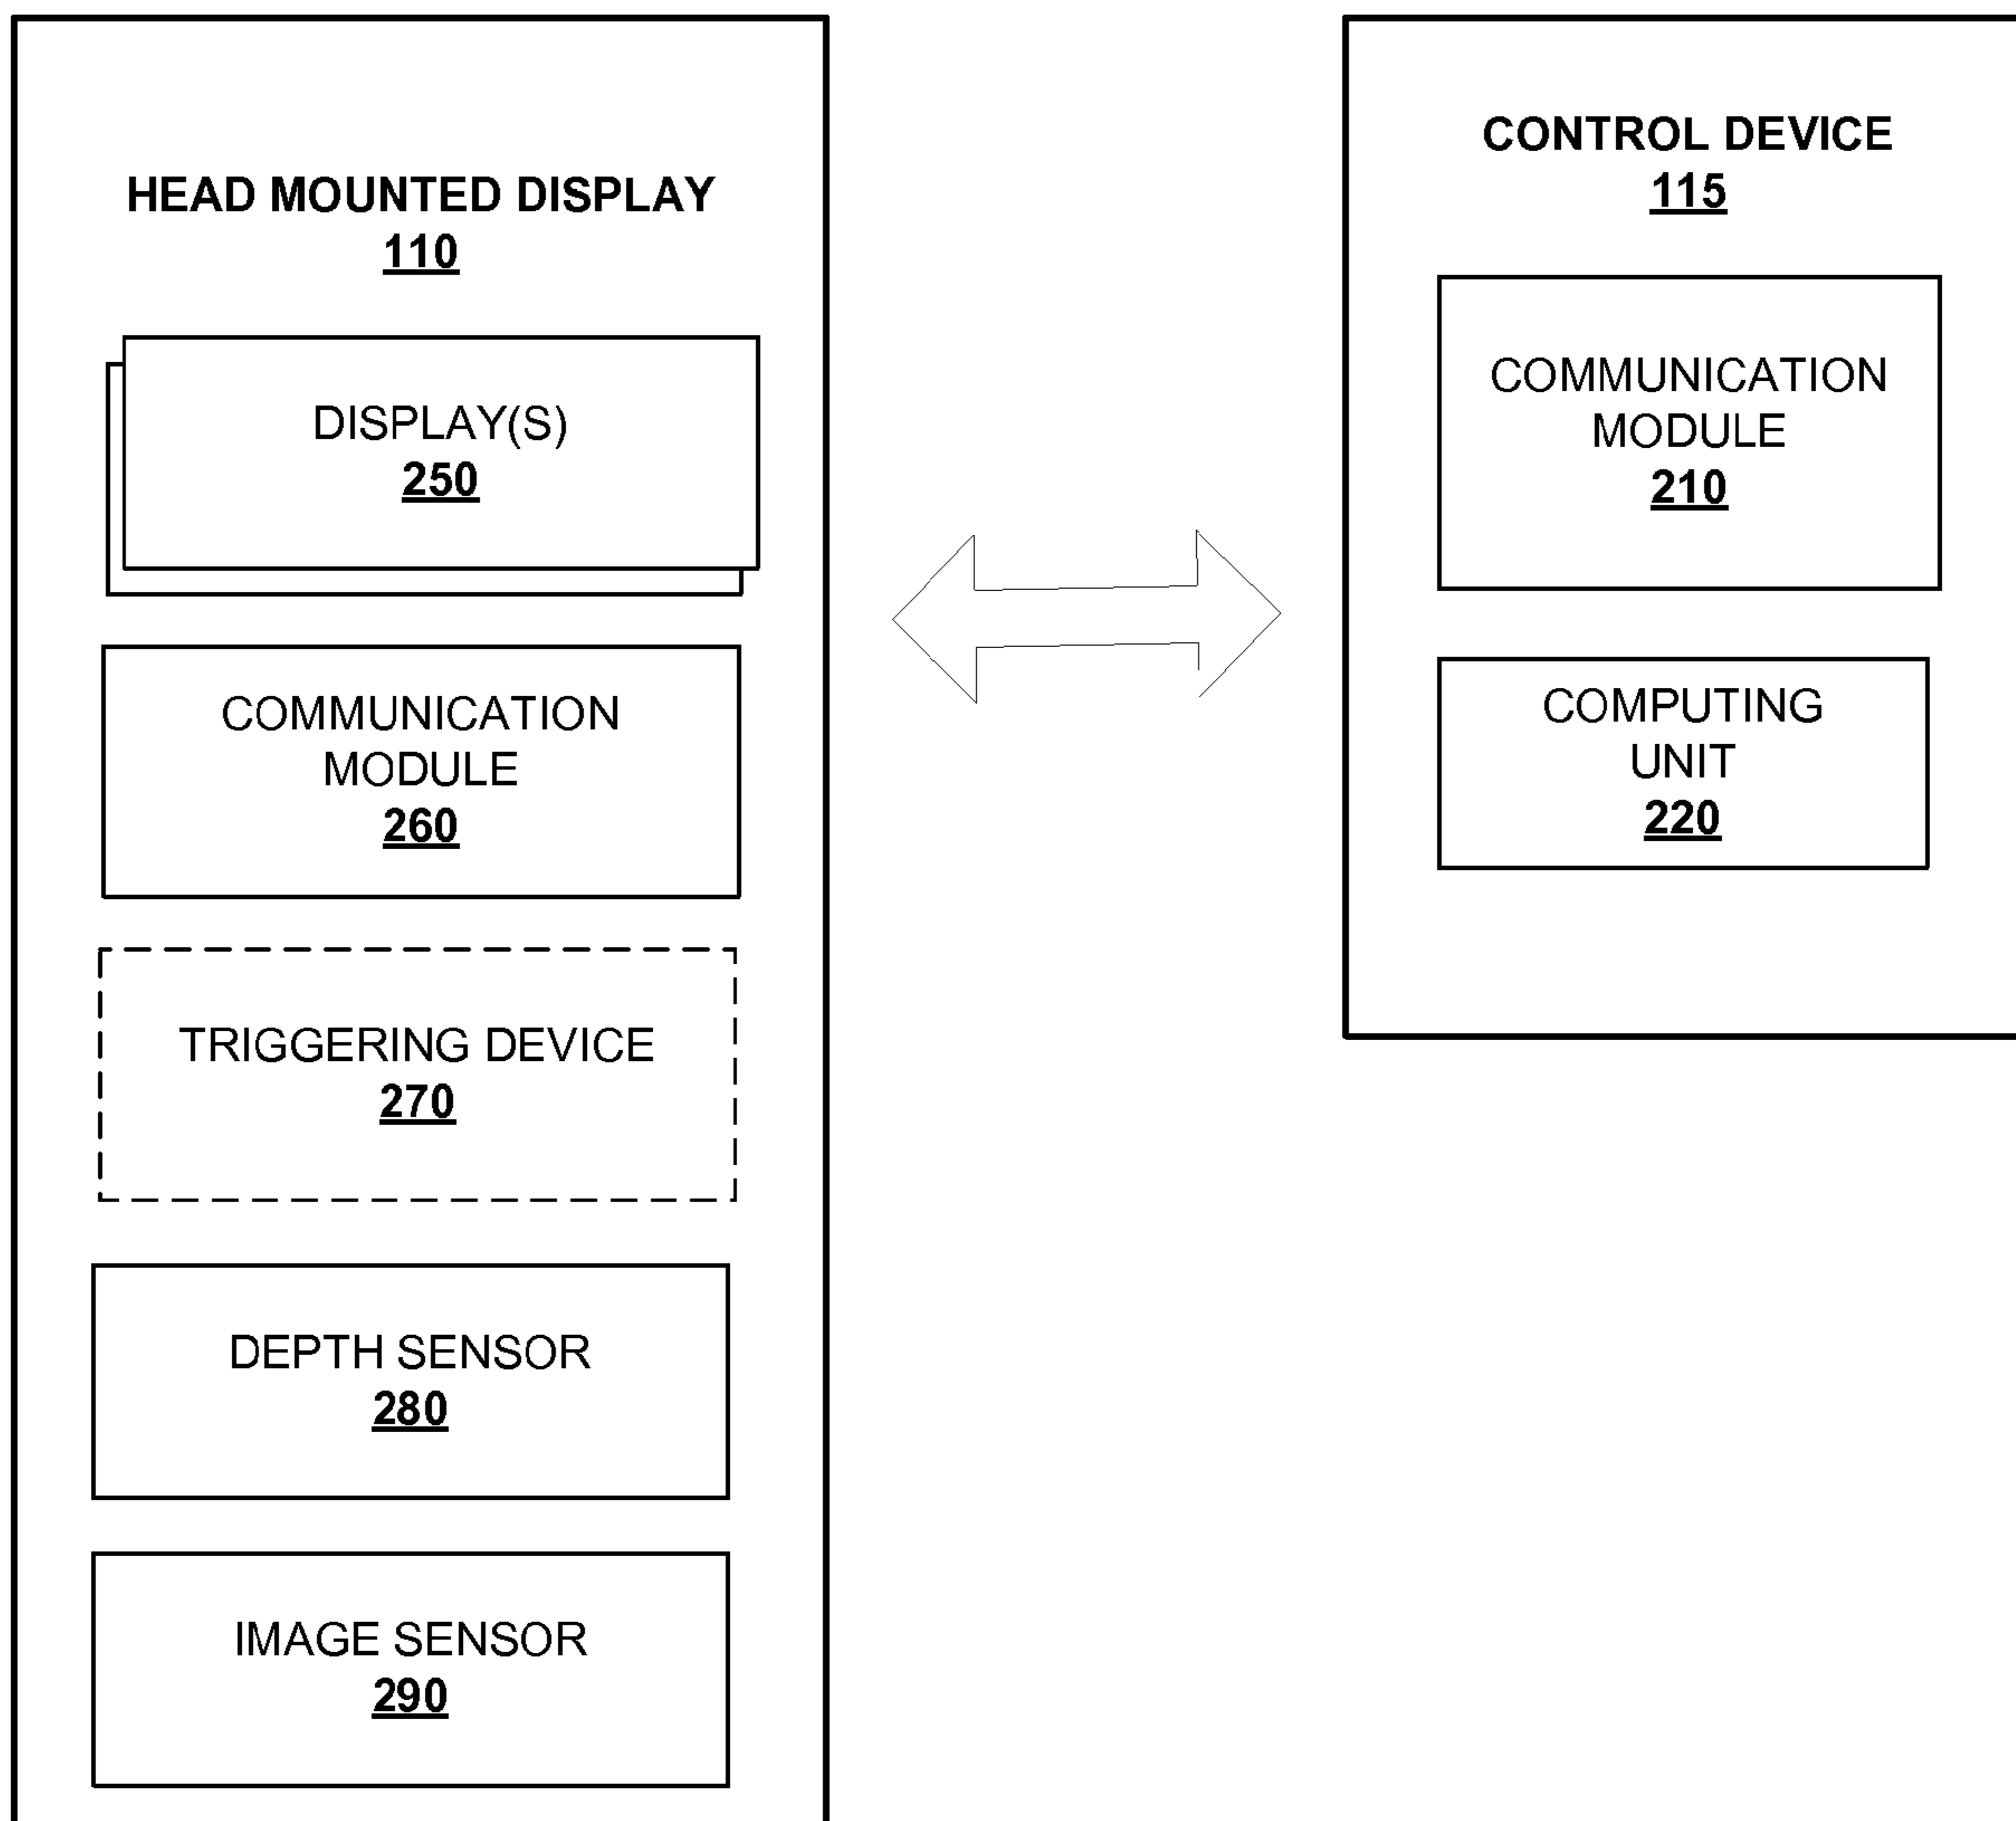 HEAD MOUNTED DISPLAY
110
DISPLAY(S)
250
COMMUNICATION
MODULE
260
TRIGGERING DEVICE
270
DEPTH SENSOR
280
IMAGE SENSOR
290
CONTROL DEVICE
115
COMMUNICATION
MODULE
210
COMPUTING
UNIT
220